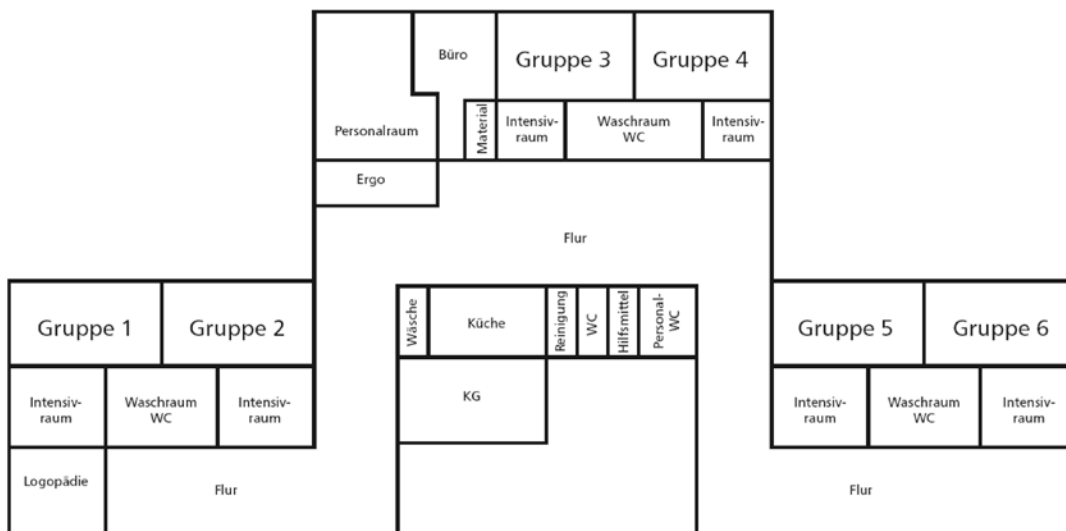 Büro
Gruppe 3
Gruppe 4
Personalraum
Material
Intensiv-
raum
Waschraum
WC
Intensiv-
raum
Ergo
Flur
Gruppe 1
Gruppe 2
Wäsche
Küche
Reinigung
WC
Hilfsmittel
Personal-
WC
Gruppe 5
Gruppe 6
Intensiv-
raum
Waschraum
WC
Intensiv-
raum
KG
Intensiv-
raum
Waschraum
WC
Intensiv-
raum
Logopädie
Flur
Flur